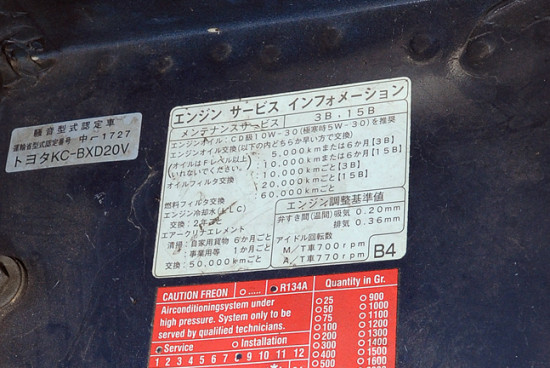 騒音型式認定車
運輸省型式認定番号 中-1727
トヨタKC-BXD20V
エンジン サービス インフォメーション
メンテナンスサービス 3B,15B
エンジンオイル:CD級10W-30(極寒時5W-30)を推奨
エンジンオイル交換(以下の内どちらか早い方で交換)
(オイルはFレベル以上/いれないでください。) 5,000kmまたは6か月[3B]
10,000kmまたは6か月[15B]
オイルフィルタ交換 10,000kmごと[3B]
20,000kmごと[15B]
燃料フィルタ交換 60,000kmごと
エンジン冷却水(LLC)
交換:2年ごと
エアークリナエレメント
清掃:自家用貨物 6か月ごと
事業用等 1か月ごと
交換:50,000kmごと
エンジン調整基準値
弁すき間(温間) 吸気 0.20mm
排気 0.36mm
アイドル回転数
M/T車700rpm
A/T車770rpm
B4
CAUTION FREON ..... R134A
Airconditioningsystem under
high pressure. System only to be
serviced by qualified technicians.
Service Installation
1 2 3 4 5 6 7 8 9 10 11 12
Quantity in Gr.
25 900
50 1000
75 1100
100 1200
200 1300
300 1400
400 1500
500 1600